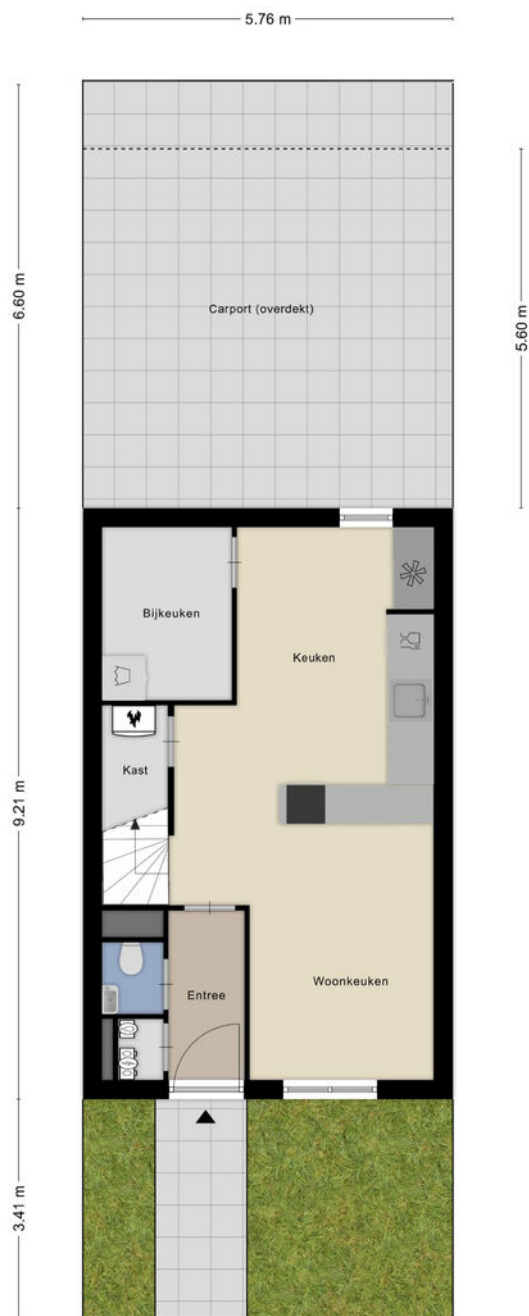 5.76 m
6.60 m
5.60 m
Carport (overdekt)
Bijkeuken
Keuken
Kast
9.21 m
Woonkeuken
Entree
3.41 m